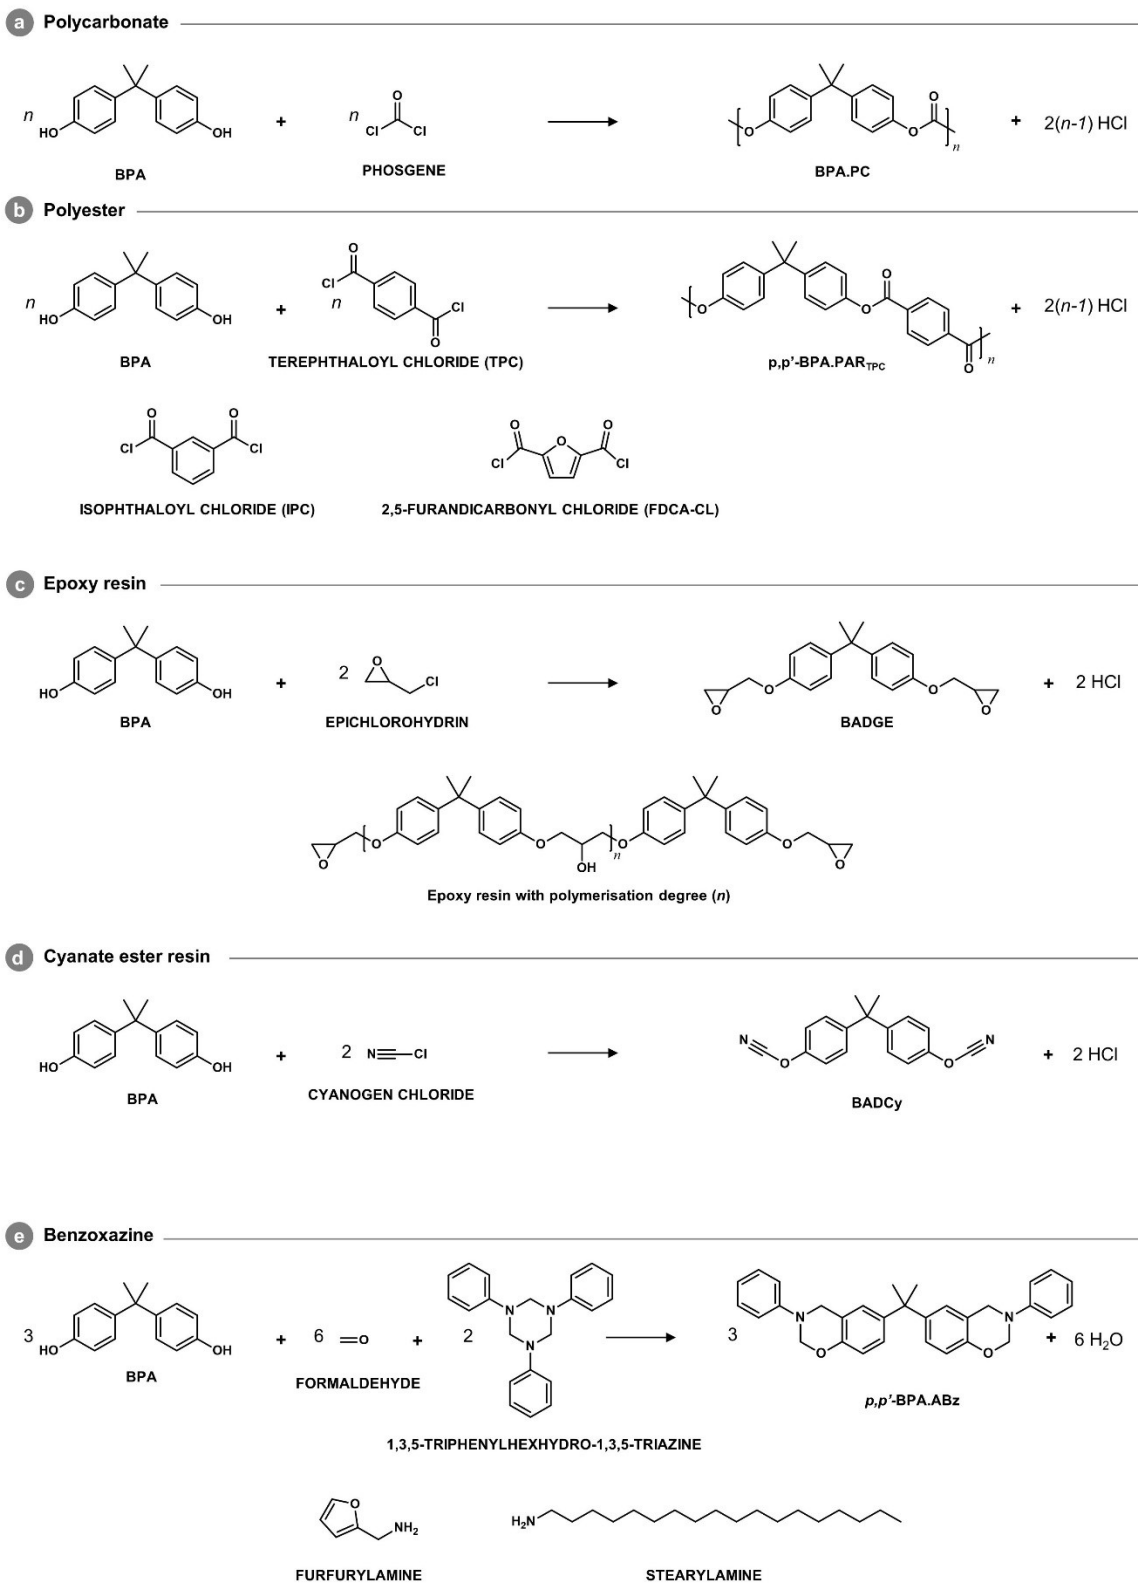 a Polycarbonate
n HO OH + n O Cl Cl O O O n + 2(n-1) HCl
BPA PHOSGENE BPA.PC
b Polyester
n HO OH + O Cl n Cl O O O O O n + 2(n-1) HCl
BPA TEREPHTHALOYL CHLORIDE (TPC) p,p'-BPA.PARTPC
O O Cl Cl O O O Cl Cl
ISOPHTHALOYL CHLORIDE (IPC) 2,5-FURANDICARBONYL CHLORIDE (FDCA-CL)
c Epoxy resin
HO OH + 2 O Cl O O O O + 2 HCl
BPA EPICHLOROHYDRIN BADGE
O O O OH n O O O
Epoxy resin with polymerisation degree (n)
d Cyanate ester resin
HO OH + 2 N Cl N O O N + 2 HCl
BPA CYANOGEN CHLORIDE BADCy
e Benzoxazine
3 HO OH + 6 O + 2 N N N 3 N O O N + 6 H2O
BPA FORMALDEHYDE p,p'-BPA.ABz
1,3,5-TRIPHENYLHEXHYDRO-1,3,5-TRIAZINE
O NH2 H2N
FURFURYLAMINE STEARYLAMINE